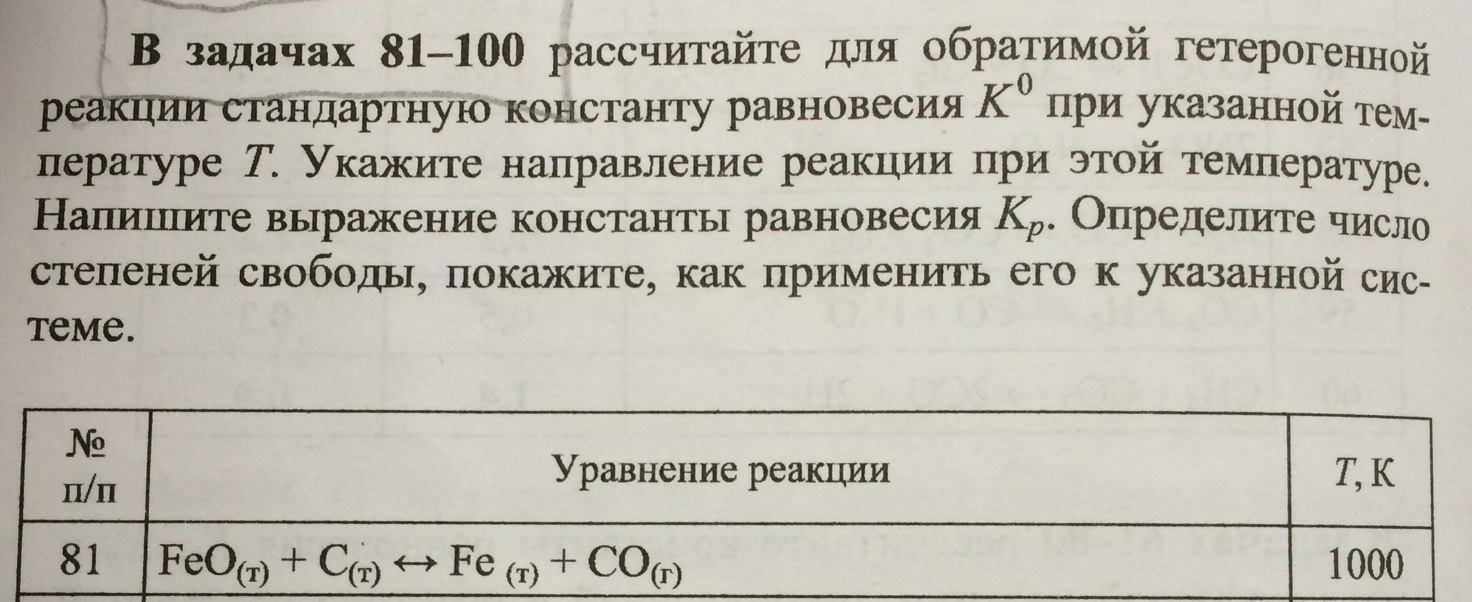 В задачах 81–100 рассчитайте для обратимой гетерогенной
реакции стандартную константу равновесия K⁰ при указанной тем-
пературе T. Укажите направление реакции при этой температуре.
Напишите выражение константы равновесия Kₚ. Определите число
степеней свободы, покажите, как применить его к указанной сис-
теме.
№ п/п Уравнение реакции T, К
81 FeO(т) + C(т) ↔ Fe (т) + CO(г) 1000